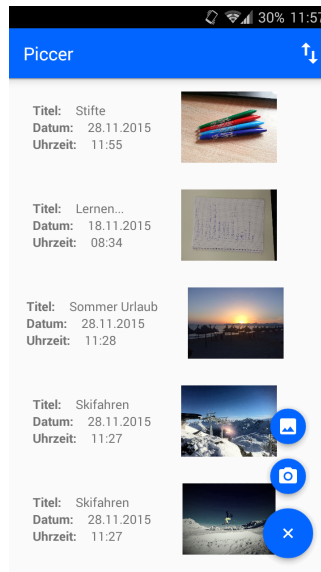 30% 11:57
Piccer
Titel: Stifte
Datum: 28.11.2015
Uhrzeit: 11:55
Titel: Lernen...
Datum: 18.11.2015
Uhrzeit: 08:34
Titel: Sommer Urlaub
Datum: 28.11.2015
Uhrzeit: 11:28
Titel: Skifahren
Datum: 28.11.2015
Uhrzeit: 11:27
Titel: Skifahren
Datum: 28.11.2015
Uhrzeit: 11:27